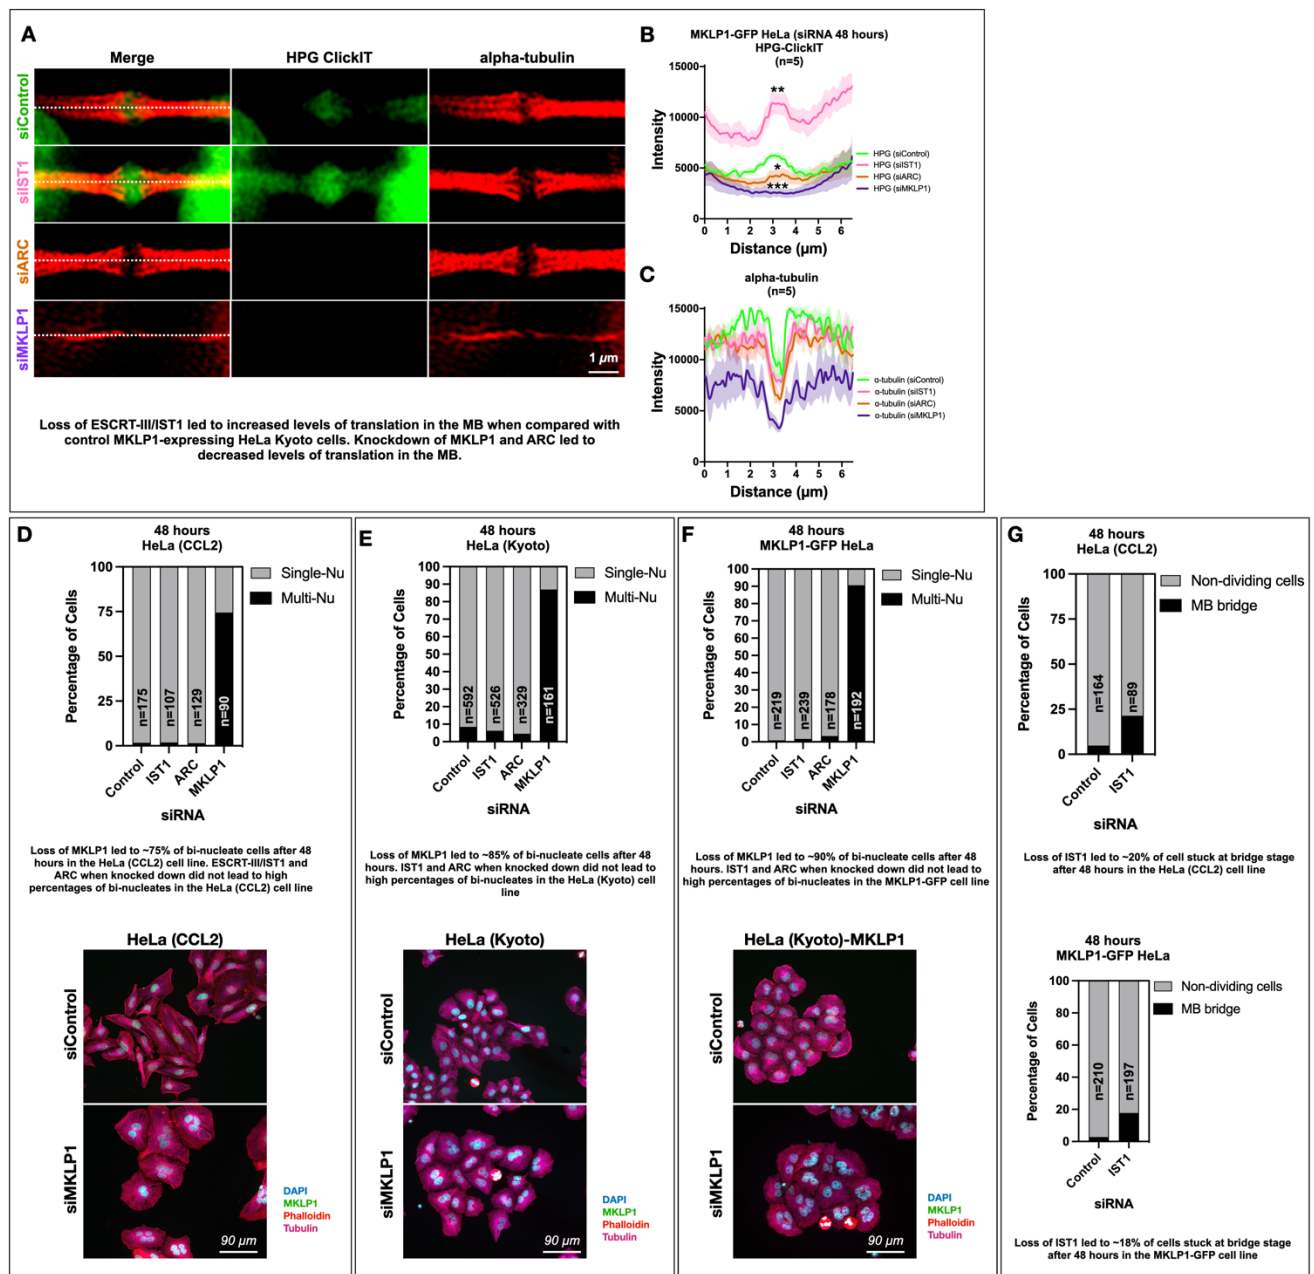 A
Merge
HPG ClickIT
alpha-tubulin
siControl
siIST1
siARC
siMKLP1
1 µm
Loss of ESCRT-III/IST1 led to increased levels of translation in the MB when compared with
control MKLP1-expressing HeLa Kyoto cells. Knockdown of MKLP1 and ARC led to
decreased levels of translation in the MB.
B
MKLP1-GFP HeLa (siRNA 48 hours)
HPG-ClickIT
(n=5)
Intensity
15000
10000
5000
0
**
*
***
HPG (siControl)
HPG (siIST1)
HPG (siARC)
HPG (siMKLP1)
0 1 2 3 4 5 6
Distance (µm)
C
alpha-tubulin
(n=5)
Intensity
15000
10000
5000
0
α-tubulin (siControl)
α-tubulin (siIST1)
α-tubulin (siARC)
α-tubulin (siMKLP1)
0 1 2 3 4 5 6
Distance (µm)
D
48 hours
HeLa (CCL2)
Percentage of Cells
100
75
50
25
0
n=175
n=107
n=129
n=90
Single-Nu
Multi-Nu
Control
IST1
ARC
MKLP1
siRNA
Loss of MKLP1 led to ~75% of bi-nucleate cells after 48
hours in the HeLa (CCL2) cell line. ESCRT-III/IST1 and
ARC when knocked down did not lead to high
percentages of bi-nucleates in the HeLa (CCL2) cell line
HeLa (CCL2)
siControl
siMKLP1
DAPI
MKLP1
Phalloidin
Tubulin
90 µm
E
48 hours
HeLa (Kyoto)
Percentage of Cells
100
90
80
70
60
50
40
30
20
10
0
n=592
n=526
n=329
n=161
Single-Nu
Multi-Nu
Control
IST1
ARC
MKLP1
siRNA
Loss of MKLP1 led to ~85% of bi-nucleate cells after 48
hours. IST1 and ARC when knocked down did not lead to
high percentages of bi-nucleates in the HeLa (Kyoto) cell
line
HeLa (Kyoto)
siControl
siMKLP1
DAPI
MKLP1
Phalloidin
Tubulin
90 µm
F
48 hours
MKLP1-GFP HeLa
Percentage of Cells
100
90
80
70
60
50
40
30
20
10
0
n=219
n=239
n=178
n=192
Single-Nu
Multi-Nu
Control
IST1
ARC
MKLP1
siRNA
Loss of MKLP1 led to ~90% of bi-nucleate cells after 48
hours. IST1 and ARC when knocked down did not lead to
high percentages of bi-nucleates in the MKLP1-GFP cell line
HeLa (Kyoto)-MKLP1
siControl
siMKLP1
DAPI
MKLP1
Phalloidin
Tubulin
90 µm
G
48 hours
HeLa (CCL2)
Percentage of Cells
100
75
50
25
0
n=164
n=89
Non-dividing cells
MB bridge
Control
IST1
siRNA
Loss of IST1 led to ~20% of cell stuck at bridge stage
after 48 hours in the HeLa (CCL2) cell line
48 hours
MKLP1-GFP HeLa
Percentage of Cells
100
80
60
40
20
0
n=210
n=197
Non-dividing cells
MB bridge
Control
IST1
siRNA
Loss of IST1 led to ~18% of cells stuck at bridge stage
after 48 hours in the MKLP1-GFP cell line